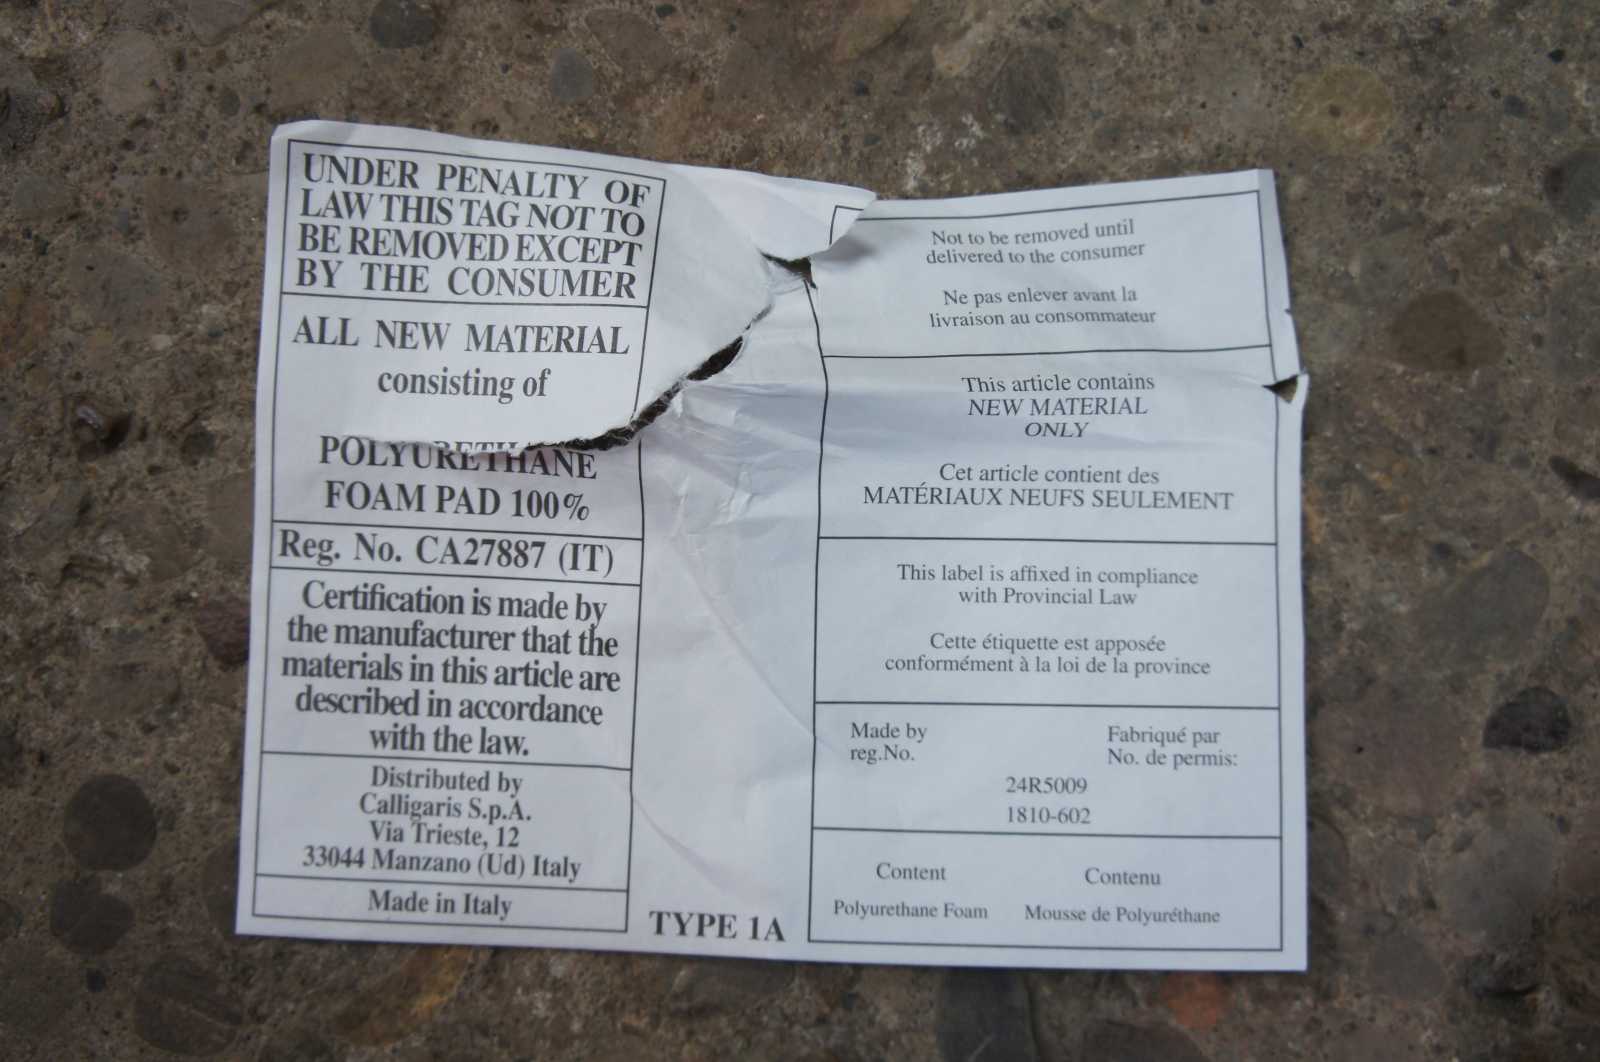 UNDER PENALTY OF
LAW THIS TAG NOT TO
BE REMOVED EXCEPT
BY THE CONSUMER
ALL NEW MATERIAL
consisting of
POLYURETHANE
FOAM PAD 100%
Reg. No. CA27887 (IT)
Certification is made by
the manufacturer that the
materials in this article are
described in accordance
with the law.
Distributed by
Calligaris S.p.A.
Via Trieste, 12
33044 Manzano (Ud) Italy
Made in Italy
TYPE 1A
Not to be removed until
delivered to the consumer
Ne pas enlever avant la
livraison au consommateur
This article contains
NEW MATERIAL
ONLY
Cet article contient des
MATÉRIAUX NEUFS SEULEMENT
This label is affixed in compliance
with Provincial Law
Cette étiquette est apposée
conformément à la loi de la province
Made by Fabriqué par
reg.No. No. de permis:
24R5009
1810-602
Content Contenu
Polyurethane Foam Mousse de Polyuréthane